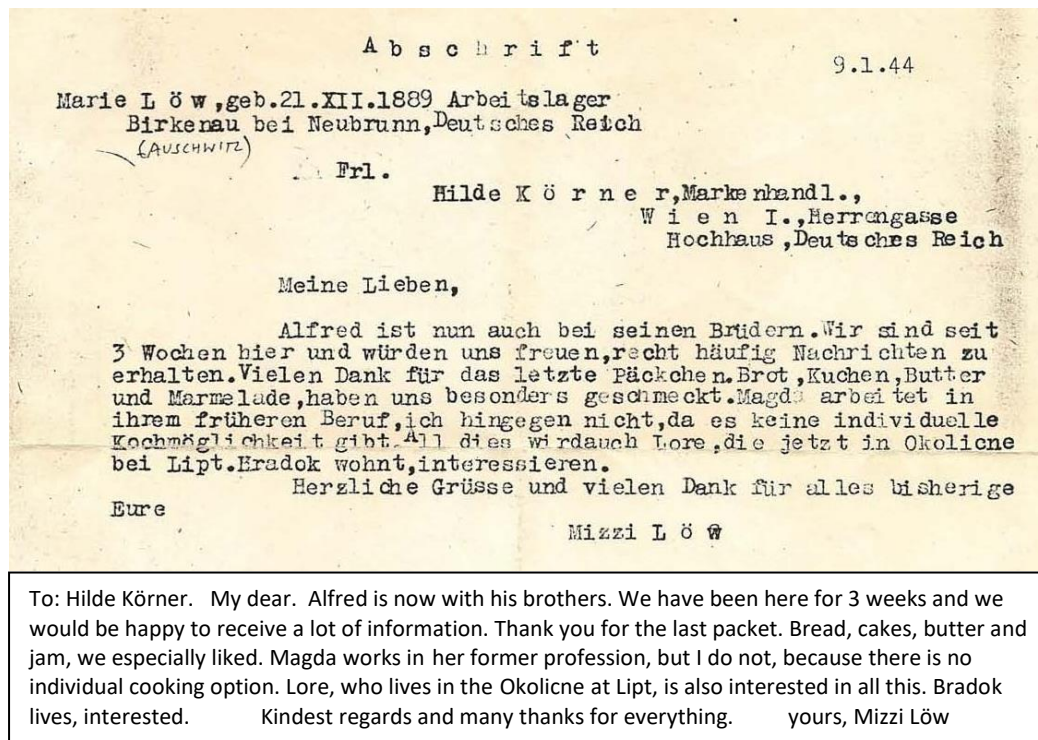 Abschrift
9.1.44
Marie Löw,geb.21.XII.1889 Arbeitslager
Birkenau bei Neubrunn,Deutsches Reich
(AUSCHWITZ)
Frl.
Hilde Körner,Markenhandl.,
Wien I.,Herrengasse
Hochhaus,Deutsches Reich
Meine Lieben,
Alfred ist nun auch bei seinen Brüdern.Wir sind seit
3 Wochen hier und würden uns freuen,recht häufig Nachrichten zu
erhalten.Vielen Dank für das letzte Päckchen.Brot,Kuchen,Butter
und Marmelade,haben uns besonders geschmeckt.Magda arbeitet in
ihrem früheren Beruf,ich hingegen nicht,da es keine individuelle
Kochmöglichkeit gibt.All dies wirdauch Lore,die jetzt in Okolicne
bei Lipt.Hradok wohnt,interessieren.
Herzliche Grüsse und vielen Dank für alles bisherige
Eure
Mizzi Löw
To: Hilde Körner. My dear. Alfred is now with his brothers. We have been here for 3 weeks and we
would be happy to receive a lot of information. Thank you for the last packet. Bread, cakes, butter and
jam, we especially liked. Magda works in her former profession, but I do not, because there is no
individual cooking option. Lore, who lives in the Okolicne at Lipt, is also interested in all this. Bradok
lives, interested. Kindest regards and many thanks for everything. yours, Mizzi Löw